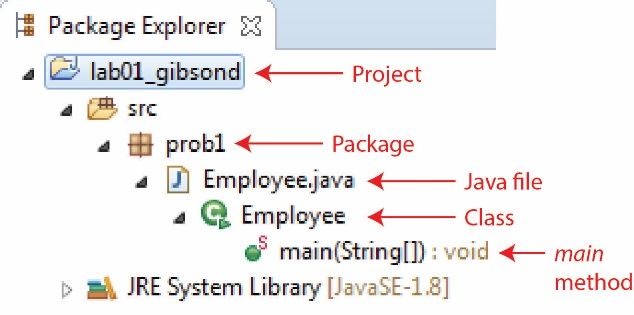 Package Explorer
lab01_gibsond
Project
src
prob1
Package
Employee.java
Java file
Employee
Class
S
main(String[]) : void
main
method
JRE System Library [JavaSE-1.8]